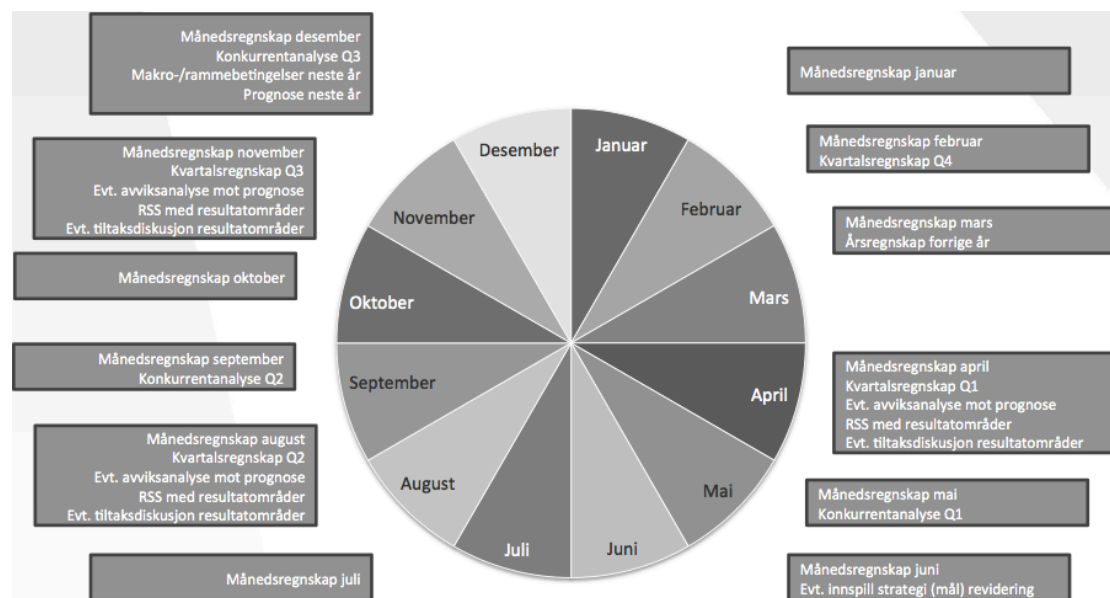 Månedsregnskap desember
Konkurrentanalyse Q3
Makro-/rammebetingelser neste år
Prognose neste år
Månedsregnskap november
Kvartalsregnskap Q3
Evt. avviksanalyse mot prognose
RSS med resultatområder
Evt. tiltaksdiskusjon resultatområder
Månedsregnskap oktober
Månedsregnskap september
Konkurrentanalyse Q2
Månedsregnskap august
Kvartalsregnskap Q2
Evt. avviksanalyse mot prognose
RSS med resultatområder
Evt. tiltaksdiskusjon resultatområder
Månedsregnskap juli
Desember
Januar
November
Februar
Oktober
Mars
September
April
August
Mai
Juli
Juni
Månedsregnskap januar
Månedsregnskap februar
Kvartalsregnskap Q4
Månedsregnskap mars
Årsregnskap forrige år
Månedsregnskap april
Kvartalsregnskap Q1
Evt. avviksanalyse mot prognose
RSS med resultatområder
Evt. tiltaksdiskusjon resultatområder
Månedsregnskap mai
Konkurrentanalyse Q1
Månedsregnskap juni
Evt. innspill strategi (mål) revidering